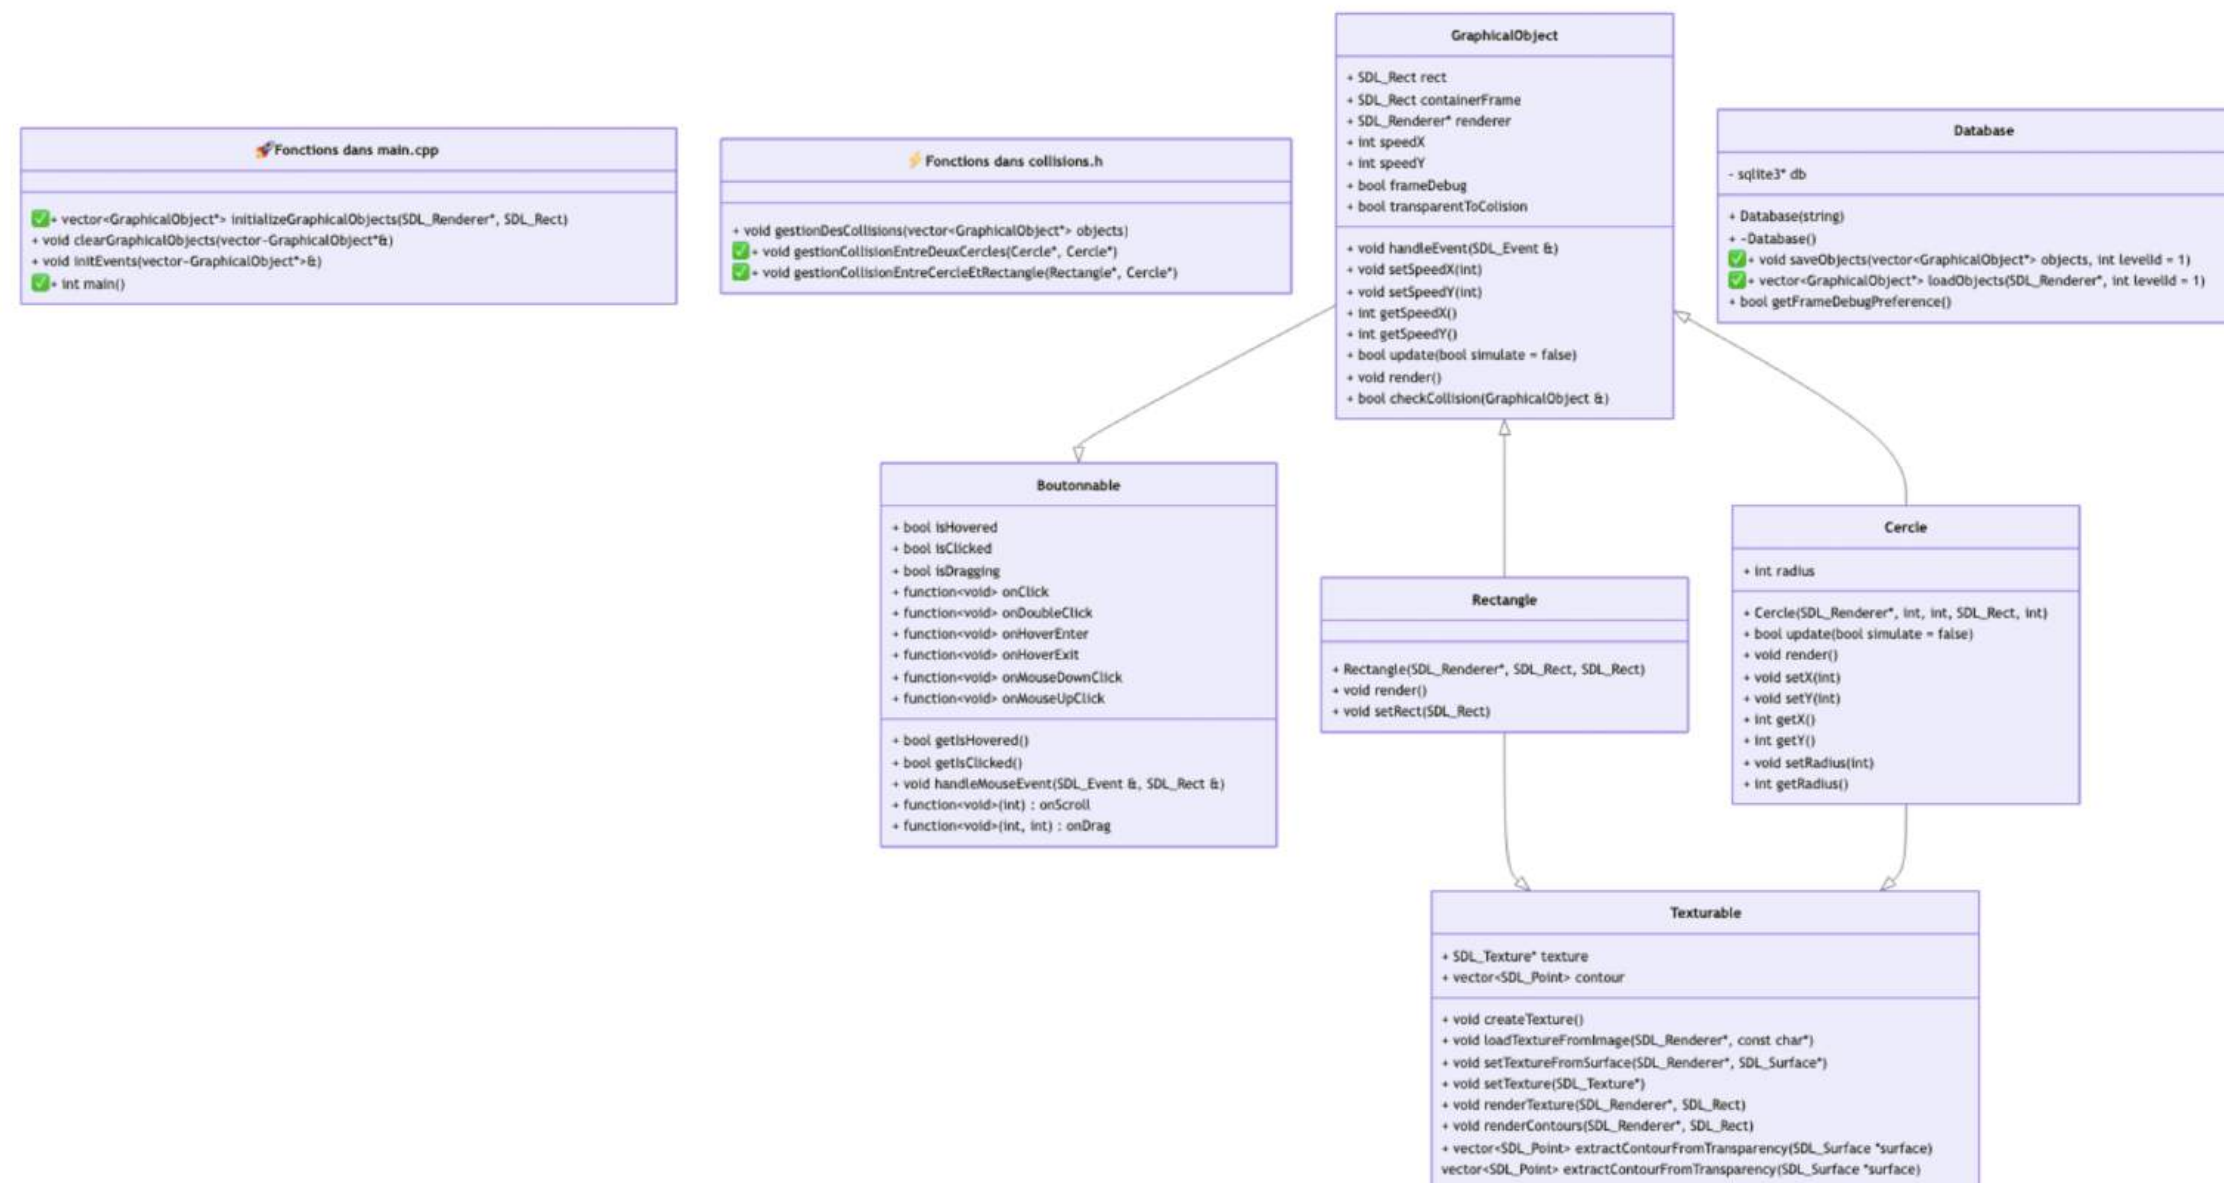 🚀Fonctions dans main.cpp
✅+ vector<GraphicalObject*> initializeGraphicalObjects(SDL_Renderer*, SDL_Rect)
+ void clearGraphicalObjects(vector~GraphicalObject*&)
+ void initEvents(vector~GraphicalObject*>&)
✅+ int main()
⚡Fonctions dans collisions.h
+ void gestionDesCollisions(vector<GraphicalObject*> objects)
✅+ void gestionCollisionEntreDeuxCercles(Cercle*, Cercle*)
✅+ void gestionCollisionEntreCercleEtRectangle(Rectangle*, Cercle*)
GraphicalObject
+ SDL_Rect rect
+ SDL_Rect containerFrame
+ SDL_Renderer* renderer
+ int speedX
+ int speedY
+ bool frameDebug
+ bool transparentToColision
+ void handleEvent(SDL_Event &)
+ void setSpeedX(int)
+ void setSpeedY(int)
+ int getSpeedX()
+ int getSpeedY()
+ bool update(bool simulate = false)
+ void render()
+ bool checkCollision(GraphicalObject &)
Database
- sqlite3* db
+ Database(string)
+ ~Database()
✅+ void saveObjects(vector<GraphicalObject*> objects, int levelId = 1)
✅+ vector<GraphicalObject*> loadObjects(SDL_Renderer*, int levelId = 1)
+ bool getFrameDebugPreference()
Boutonnable
+ bool isHovered
+ bool isClicked
+ bool isDragging
+ function<void> onClick
+ function<void> onDoubleClick
+ function<void> onHoverEnter
+ function<void> onHoverExit
+ function<void> onMouseDownClick
+ function<void> onMouseUpClick
+ bool getIsHovered()
+ bool getIsClicked()
+ void handleMouseEvent(SDL_Event &, SDL_Rect &)
+ function<void>(int) : onScroll
+ function<void>(int, int) : onDrag
Rectangle
+ Rectangle(SDL_Renderer*, SDL_Rect, SDL_Rect)
+ void render()
+ void setRect(SDL_Rect)
Cercle
+ int radius
+ Cercle(SDL_Renderer*, int, int, SDL_Rect, int)
+ bool update(bool simulate = false)
+ void render()
+ void setX(int)
+ void setY(int)
+ int getX()
+ int getY()
+ void setRadius(int)
+ int getRadius()
Texturable
+ SDL_Texture* texture
+ vector<SDL_Point> contour
+ void createTexture()
+ void loadTextureFromImage(SDL_Renderer*, const char*)
+ void setTextureFromSurface(SDL_Renderer*, SDL_Surface*)
+ void setTexture(SDL_Texture*)
+ void renderTexture(SDL_Renderer*, SDL_Rect)
+ void renderContours(SDL_Renderer*, SDL_Rect)
+ vector<SDL_Point> extractContourFromTransparency(SDL_Surface *surface)
vector<SDL_Point> extractContourFromTransparency(SDL_Surface *surface)